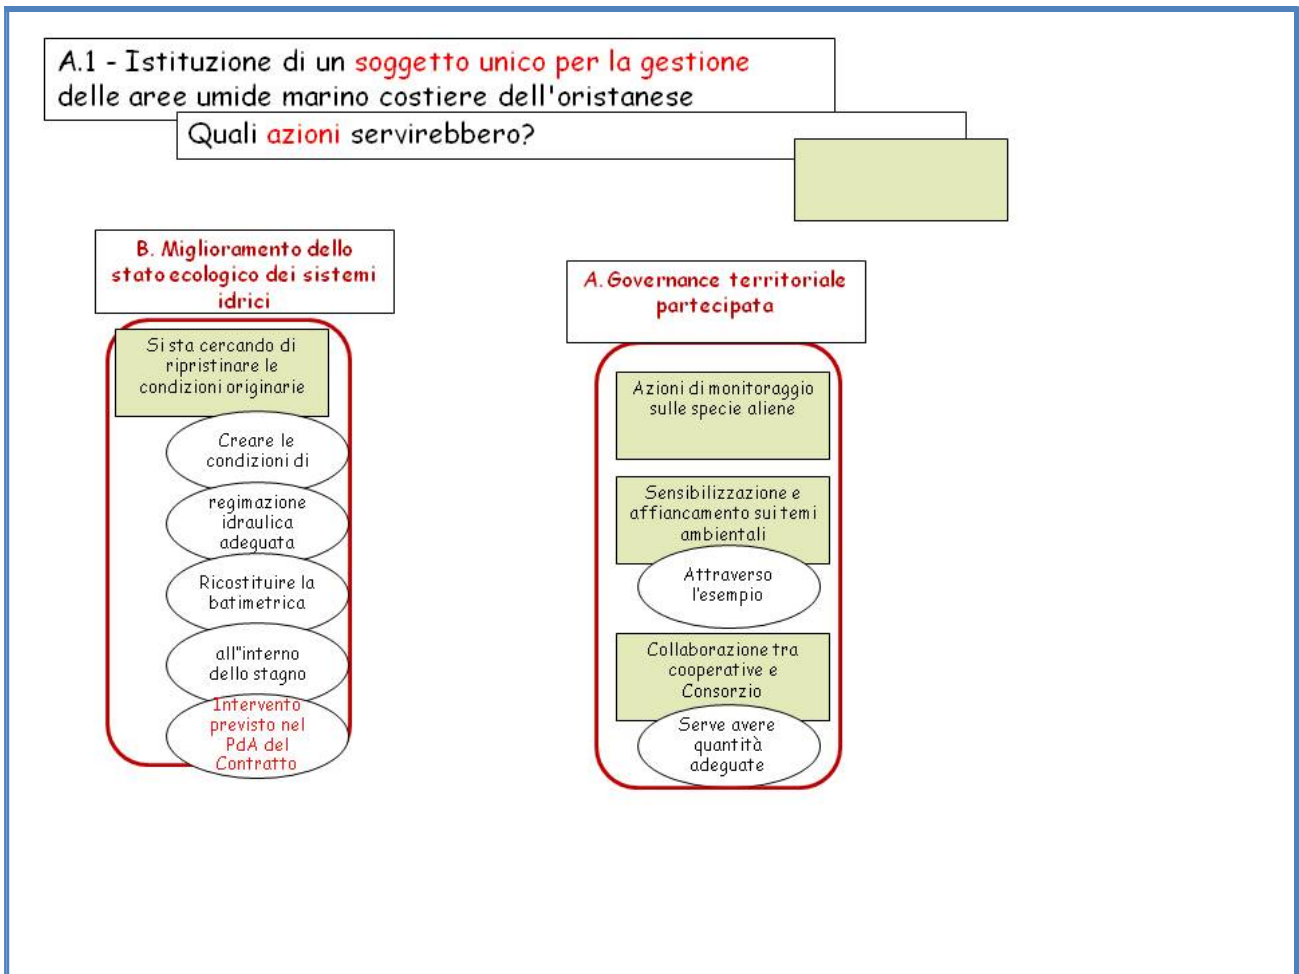 A.1 - Istituzione di un soggetto unico per la gestione
delle aree umide marino costiere dell'oristanese
Quali azioni servirebbero?
B. Miglioramento dello
stato ecologico dei sistemi
idrici
Si sta cercando di
ripristinare le
condizioni originarie
Creare le
condizioni di
regimazione
idraulica
adeguata
Ricostituire la
batimetrica
all"interno
dello stagno
Intervento
previsto nel
PdA del
Contratto
A. Governance territoriale
partecipata
Azioni di monitoraggio
sulle specie aliene
Sensibilizzazione e
affiancamento sui temi
ambientali
Attraverso
l'esempio
Collaborazione tra
cooperative e
Consorzio
Serve avere
quantità
adeguate